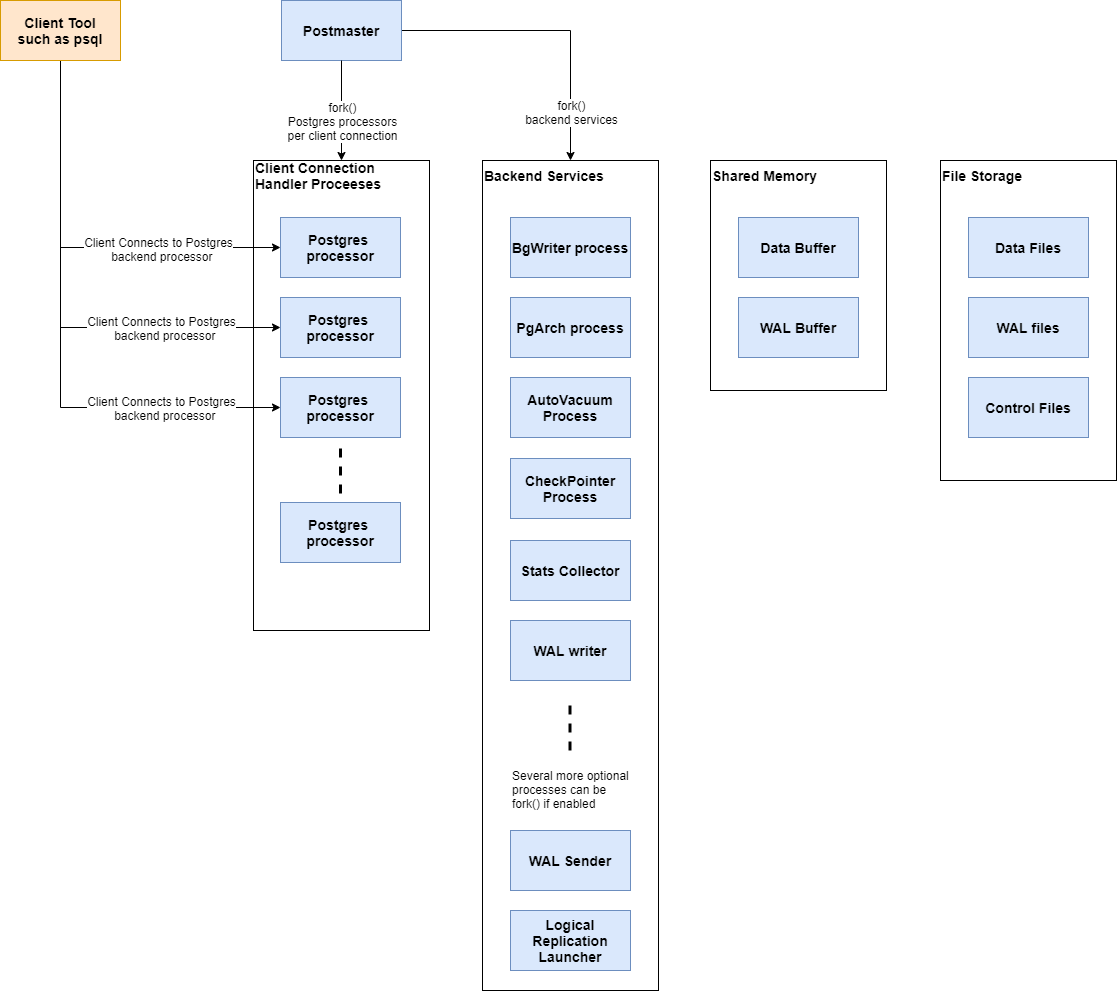 Client Tool
such as psql
Postmaster
fork()
Postgres processors
per client connection
fork()
backend services
Client Connection
Handler Proceeses
Client Connects to Postgres
backend processor
Postgres
processor
Client Connects to Postgres
backend processor
Postgres
processor
Client Connects to Postgres
backend processor
Postgres
processor
Postgres
processor
Backend Services
BgWriter process
PgArch process
AutoVacuum
Process
CheckPointer
Process
Stats Collector
WAL writer
Several more optional
processes can be
fork() if enabled
WAL Sender
Logical
Replication
Launcher
Shared Memory
Data Buffer
WAL Buffer
File Storage
Data Files
WAL files
Control Files